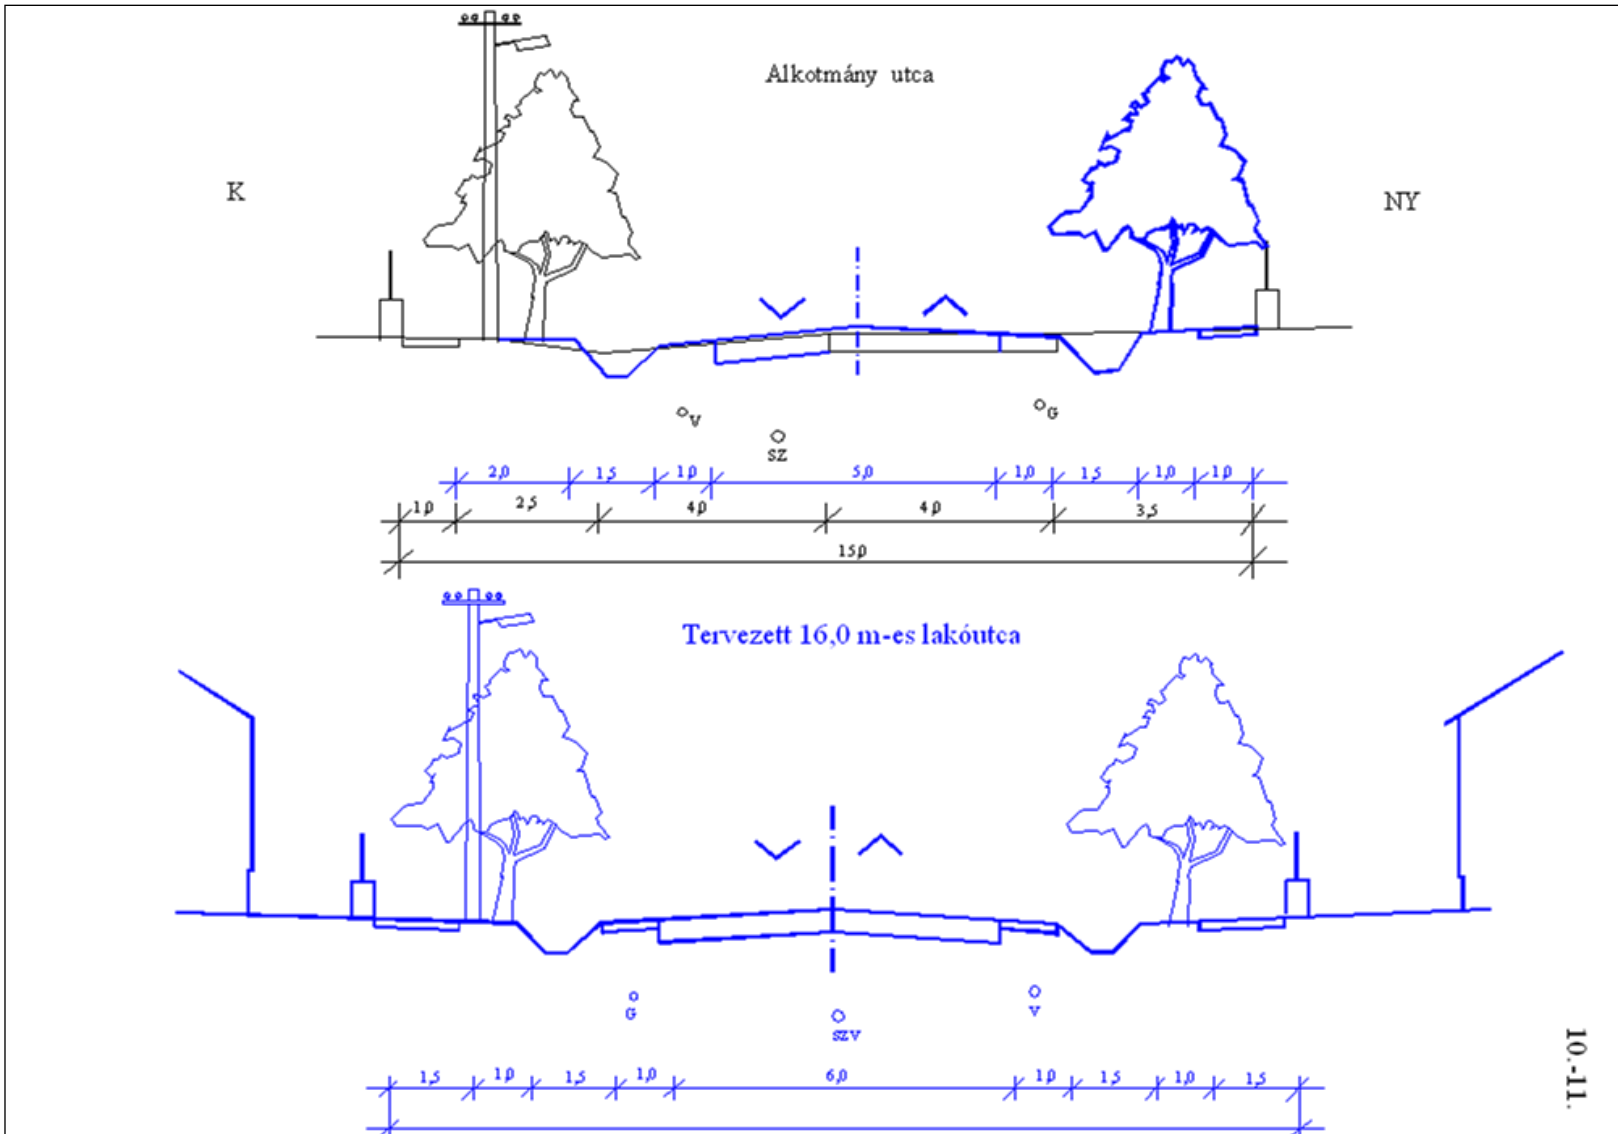 Alkotmány utca
K
NY
V
G
SZ
2,0 1,5 1,0 5,0 1,0 1,5 1,0 1,0
1,0 2,5 4,0 4,0 3,5
15,0
Tervezett 16,0 m-es lakóutca
G
V
SZV
1,5 1,0 1,5 1,0 6,0 1,0 1,5 1,0 1,5
10.-11.